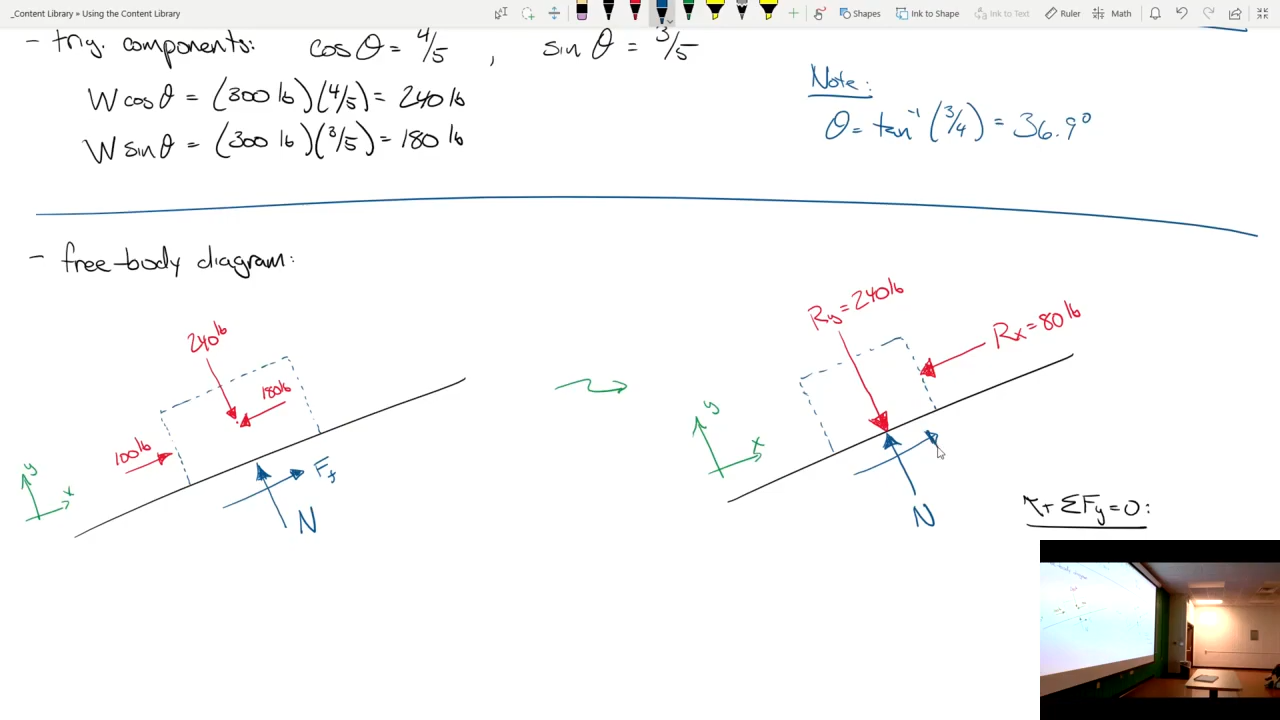 _Content Library » Using the Content Library
Shapes
Ink to Shape
Ink to Text
Ruler
Math
- trig. components: cos θ = 4/5 , sin θ = 3/5
W cos θ = (300 lb)(4/5) = 240 lb
W sin θ = (300 lb)(3/5) = 180 lb
Note:
θ = tan⁻¹ (3/4) = 36.9°
- free-body diagram:
240 lb
180 lb
100 lb
y
x
F_f
N
Ry = 240 lb
Rx = 80 lb
y
x
N
↖+ ΣFy = 0: